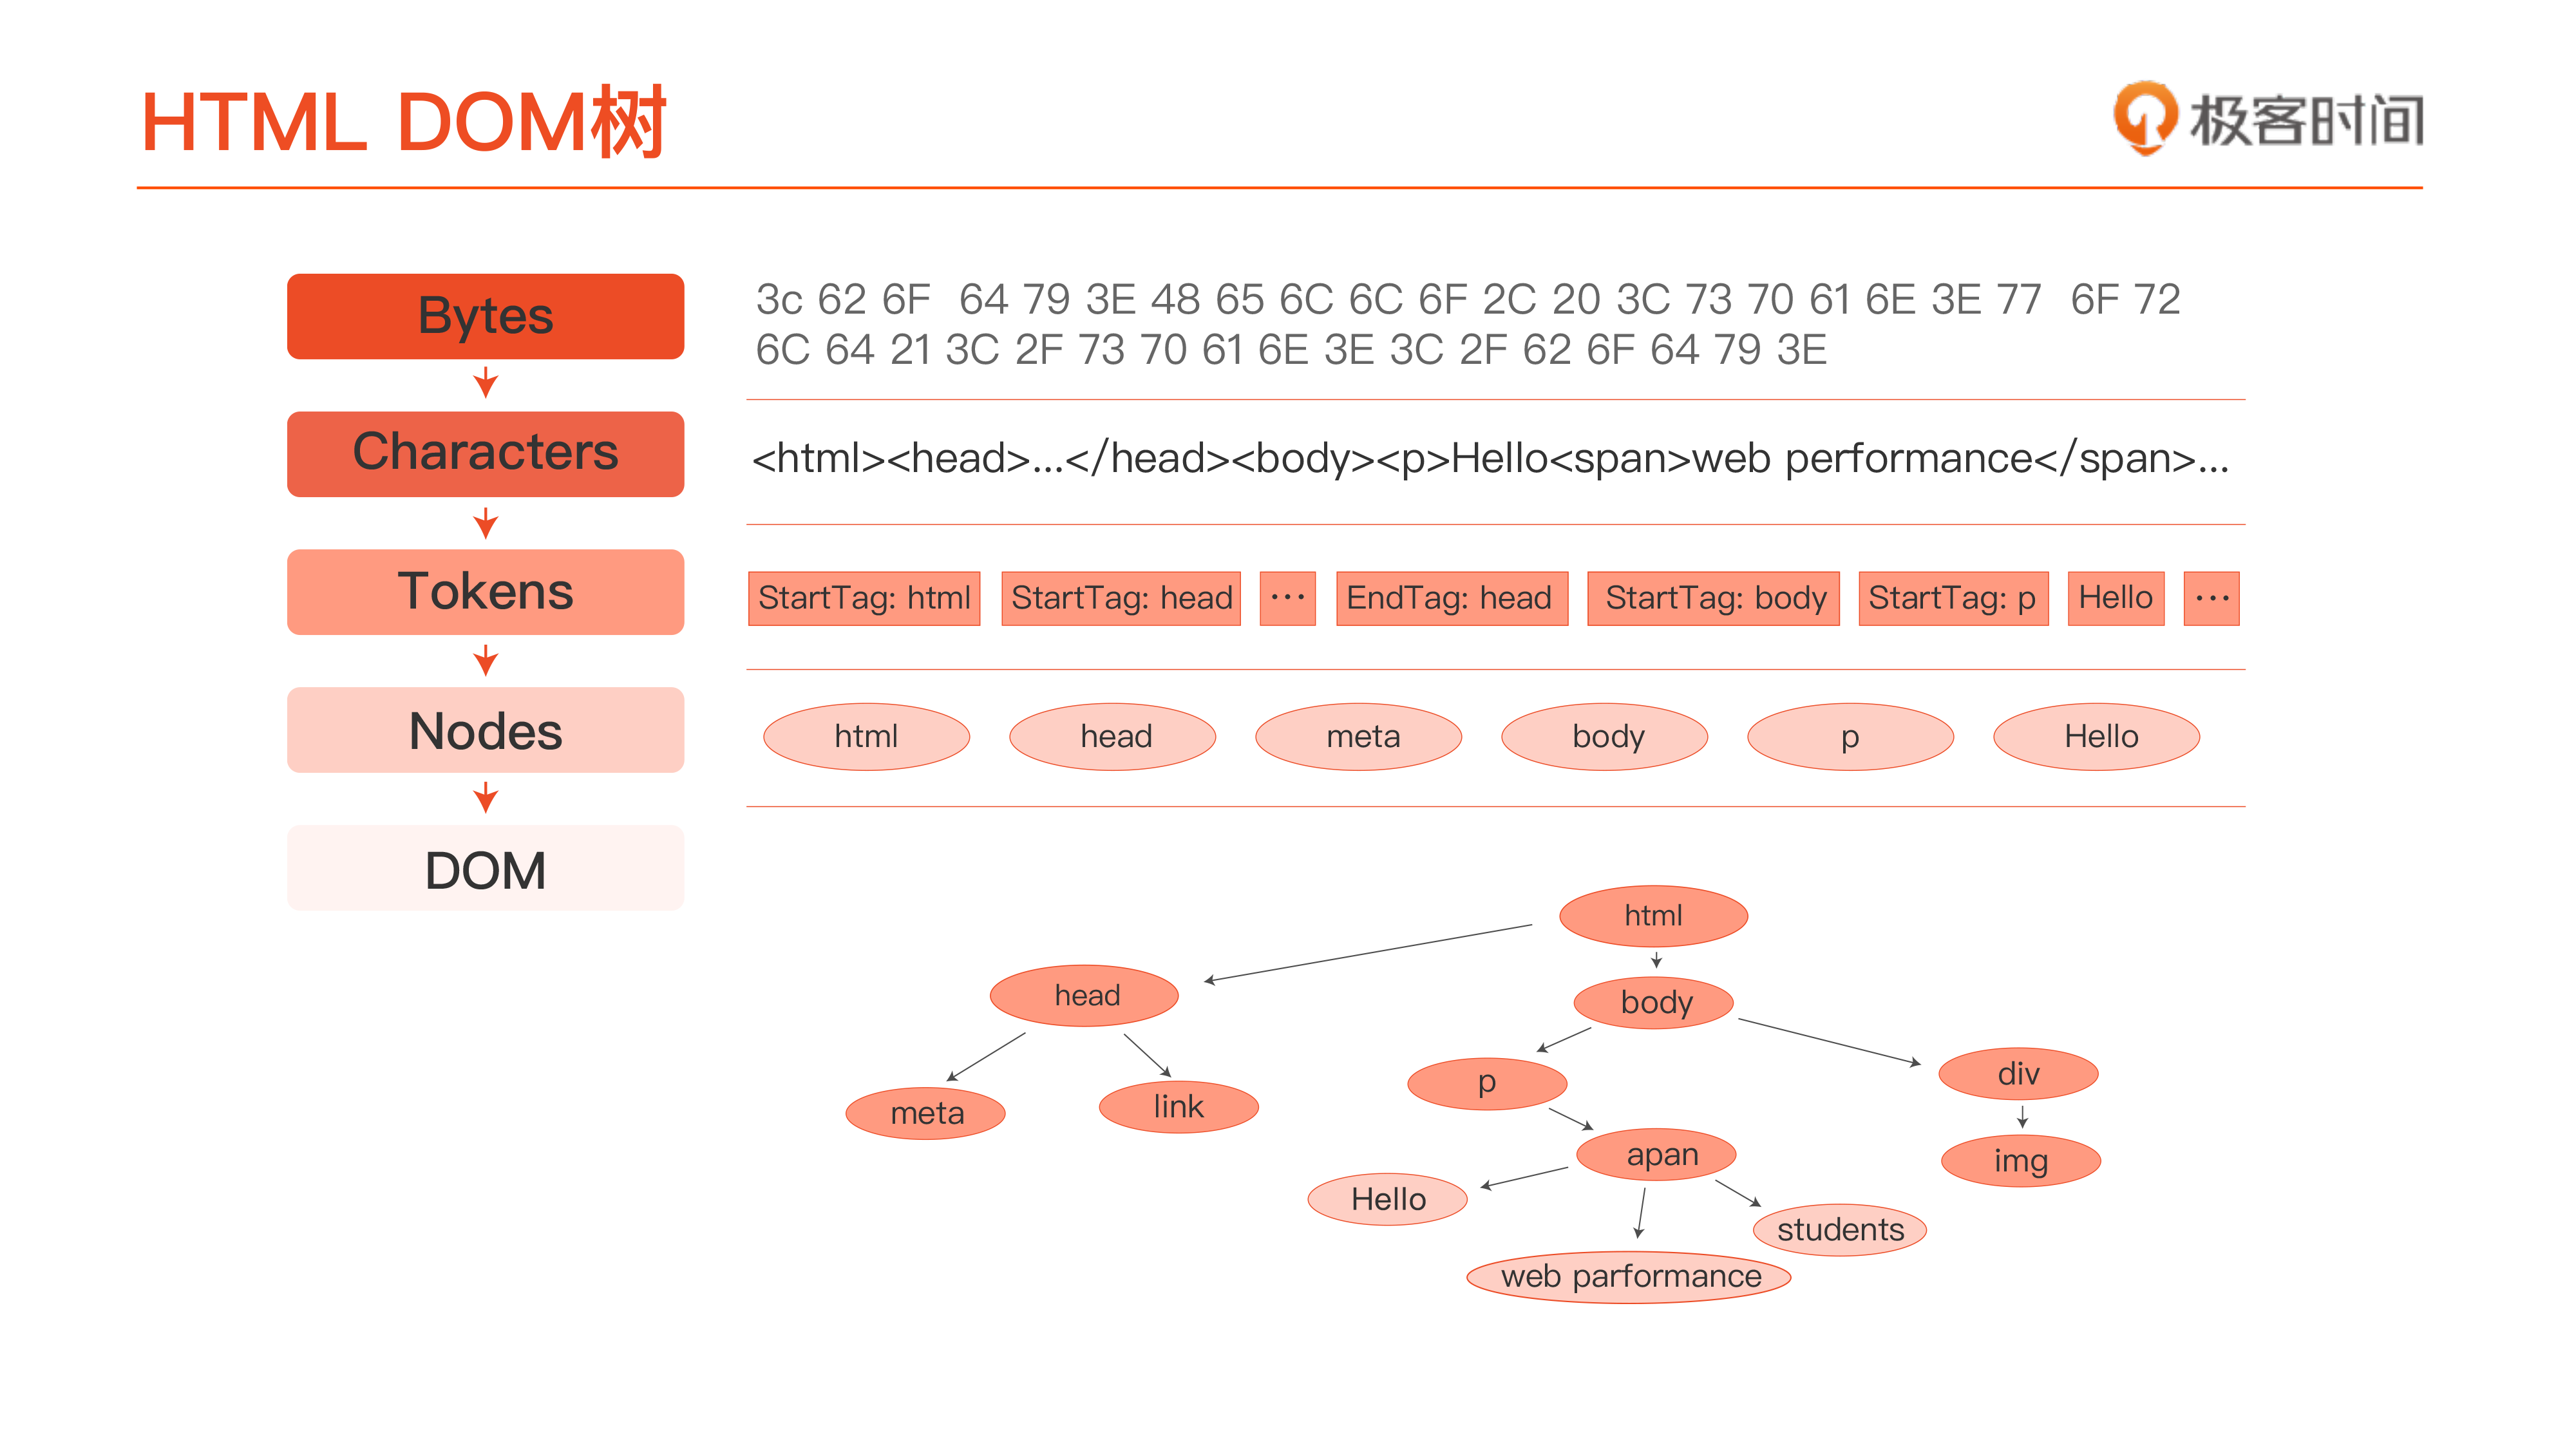 HTML DOM树
极客时间
Bytes
3c 62 6F 64 79 3E 48 65 6C 6C 6F 2C 20 3C 73 70 61 6E 3E 77 6F 72
6C 64 21 3C 2F 73 70 61 6E 3E 3C 2F 62 6F 64 79 3E
Characters
<html><head>...</head><body><p>Hello<span>web performance</span>...
Tokens
StartTag: html StartTag: head ... EndTag: head StartTag: body StartTag: p Hello ...
Nodes
html head meta body p Hello
DOM
html
head
body
meta
link
p
div
apan
img
Hello
students
web parformance